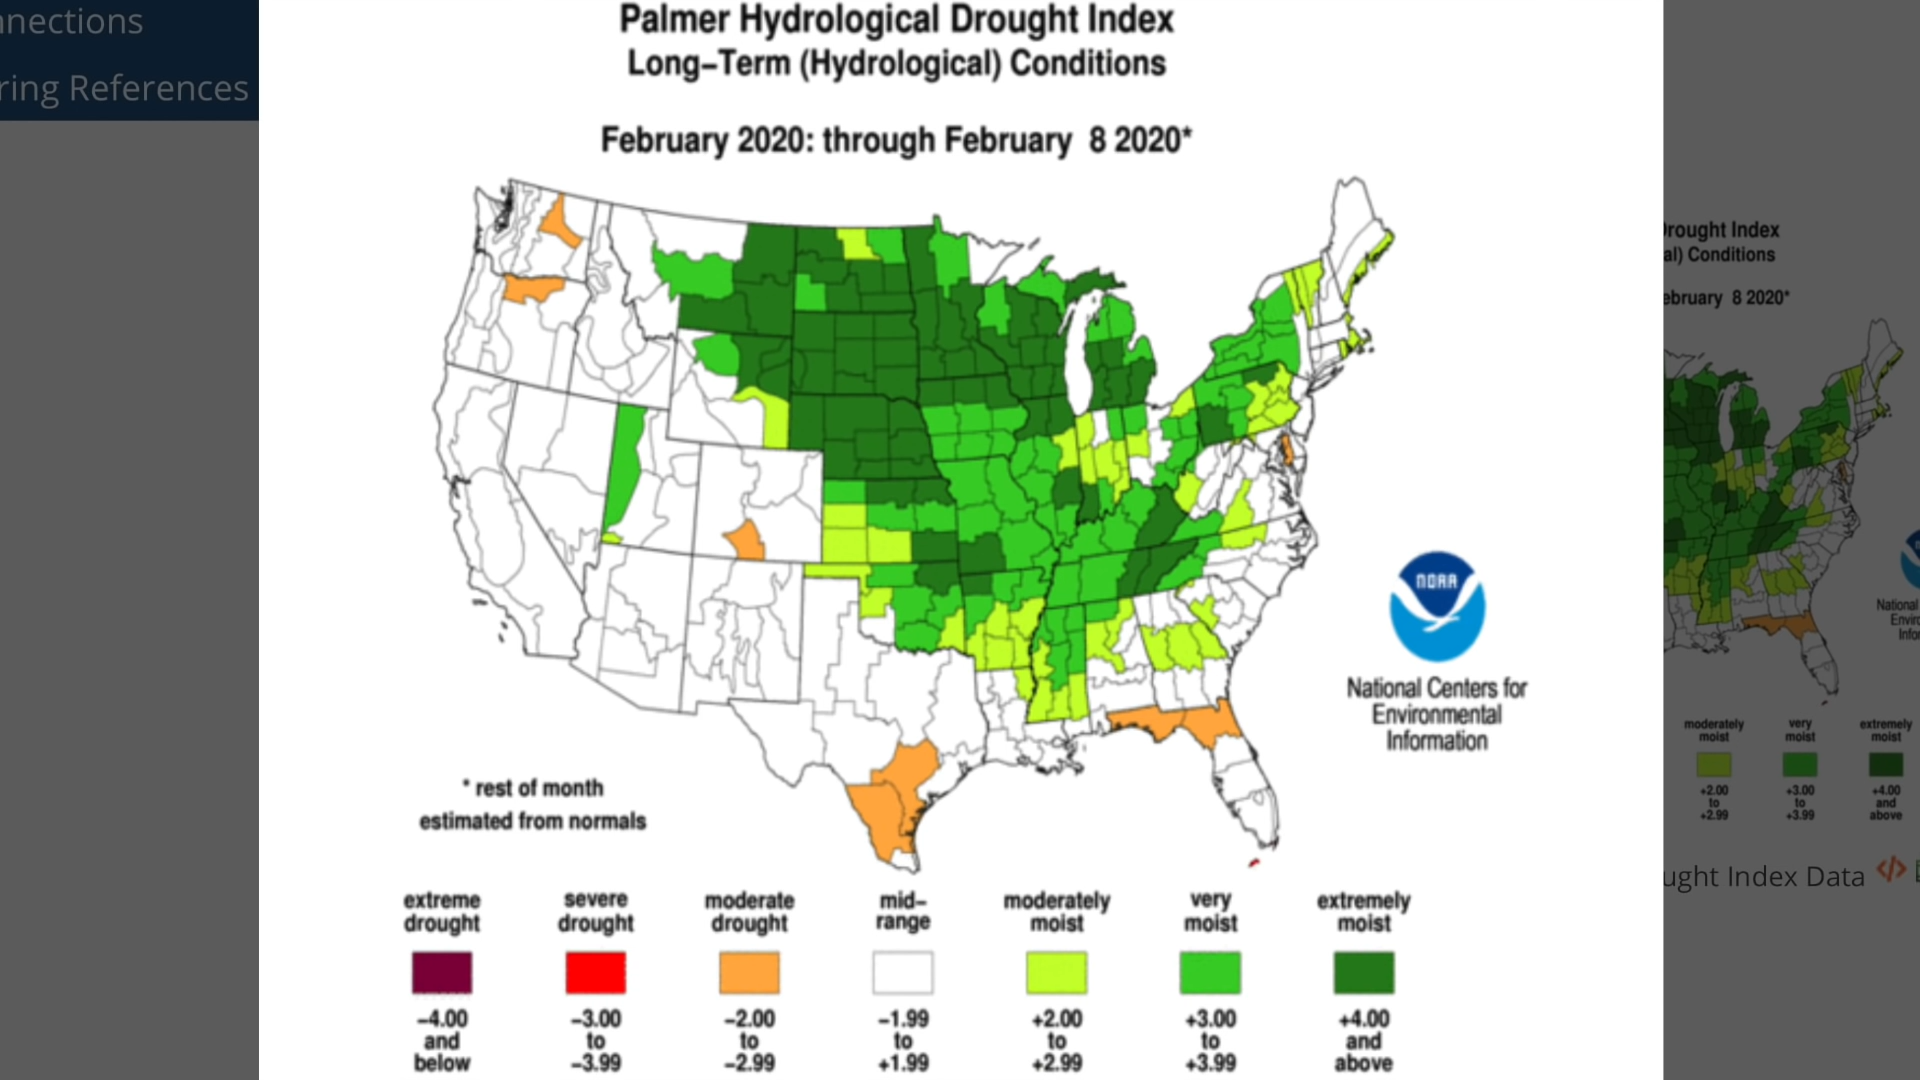 nnections
ring References
Palmer Hydrological Drought Index
Long–Term (Hydrological) Conditions
February 2020: through February 8 2020*
NOAA
National Centers for
Environmental
Information
* rest of month
estimated from normals
extreme
drought
severe
drought
moderate
drought
mid–
range
moderately
moist
very
moist
extremely
moist
–4.00
and
below
–3.00
to
–3.99
–2.00
to
–2.99
–1.99
to
+1.99
+2.00
to
+2.99
+3.00
to
+3.99
+4.00
and
above
Drought Index
al) Conditions
ebruary 8 2020*
National
Enviro
Infor
moderately
moist
very
moist
extremely
moist
+2.00
to
+2.99
+3.00
to
+3.99
+4.00
and
above
ught Index Data </>